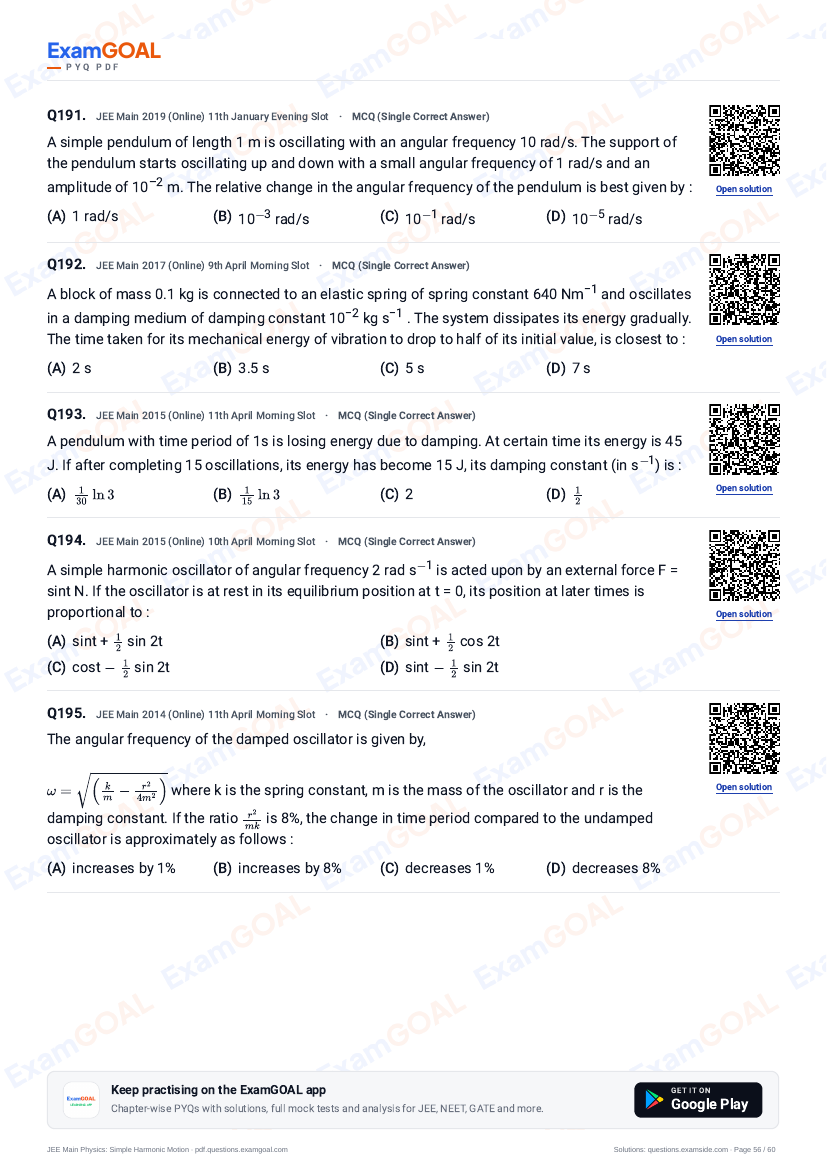 ExamGOAL
PYQ PDF
Q191. JEE Main 2019 (Online) 11th January Evening Slot · MCQ (Single Correct Answer)
A simple pendulum of length 1 m is oscillating with an angular frequency 10 rad/s. The support of
the pendulum starts oscillating up and down with a small angular frequency of 1 rad/s and an
amplitude of 10⁻² m. The relative change in the angular frequency of the pendulum is best given by :
Open solution
(A) 1 rad/s (B) 10⁻³ rad/s (C) 10⁻¹ rad/s (D) 10⁻⁵ rad/s
Q192. JEE Main 2017 (Online) 9th April Morning Slot · MCQ (Single Correct Answer)
A block of mass 0.1 kg is connected to an elastic spring of spring constant 640 Nm⁻¹ and oscillates
in a damping medium of damping constant 10⁻² kg s⁻¹ . The system dissipates its energy gradually.
The time taken for its mechanical energy of vibration to drop to half of its initial value, is closest to :
Open solution
(A) 2 s (B) 3.5 s (C) 5 s (D) 7 s
Q193. JEE Main 2015 (Online) 11th April Morning Slot · MCQ (Single Correct Answer)
A pendulum with time period of 1s is losing energy due to damping. At certain time its energy is 45
J. If after completing 15 oscillations, its energy has become 15 J, its damping constant (in s⁻¹) is :
Open solution
(A) 1/30 ln 3 (B) 1/15 ln 3 (C) 2 (D) 1/2
Q194. JEE Main 2015 (Online) 10th April Morning Slot · MCQ (Single Correct Answer)
A simple harmonic oscillator of angular frequency 2 rad s⁻¹ is acted upon by an external force F =
sint N. If the oscillator is at rest in its equilibrium position at t = 0, its position at later times is
proportional to :
Open solution
(A) sint + 1/2 sin 2t (B) sint + 1/2 cos 2t
(C) cost − 1/2 sin 2t (D) sint − 1/2 sin 2t
Q195. JEE Main 2014 (Online) 11th April Morning Slot · MCQ (Single Correct Answer)
The angular frequency of the damped oscillator is given by,
ω = √((k/m − r²/4m²)) where k is the spring constant, m is the mass of the oscillator and r is the
Open solution
damping constant. If the ratio r²/mk is 8%, the change in time period compared to the undamped
oscillator is approximately as follows :
(A) increases by 1% (B) increases by 8% (C) decreases 1% (D) decreases 8%
ExamGOAL
Keep practising on the ExamGOAL app
Chapter-wise PYQs with solutions, full mock tests and analysis for JEE, NEET, GATE and more.
GET IT ON
Google Play
JEE Main Physics: Simple Harmonic Motion · pdf.questions.examgoal.com
Solutions: questions.examside.com · Page 56 / 60